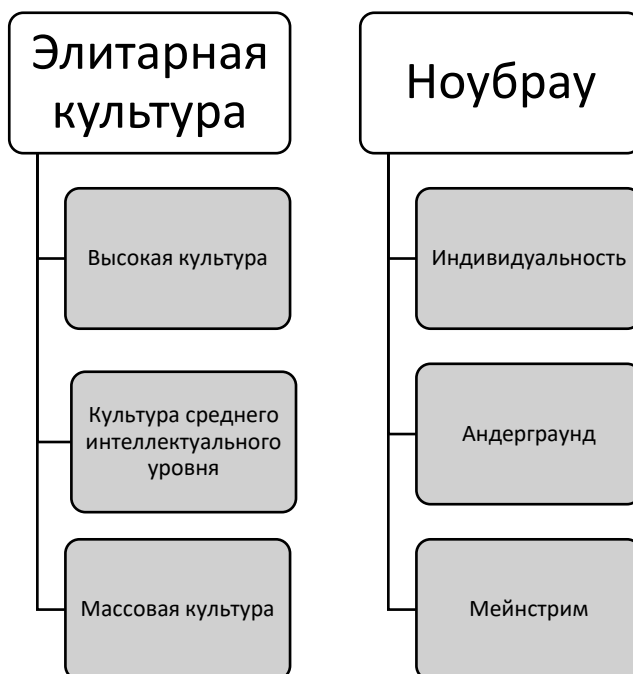 Элитарная
культура
Высокая культура
Культура среднего
интеллектуального
уровня
Массовая культура
Ноубрау
Индивидуальность
Андерграунд
Мейнстрим